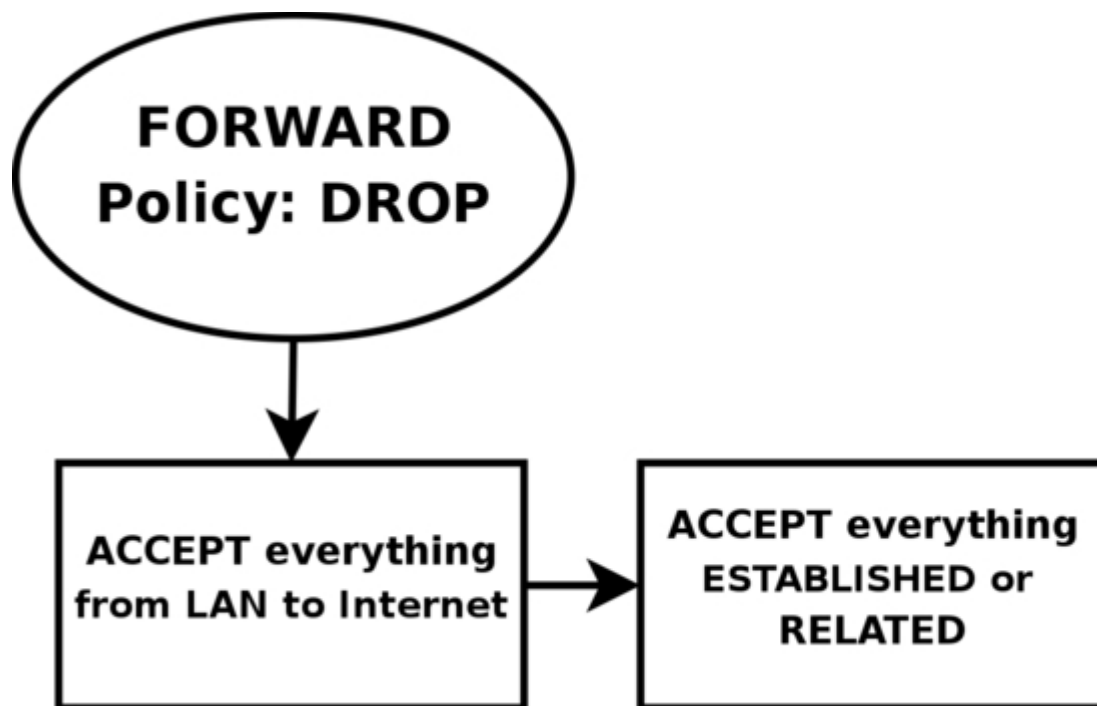 FORWARD
Policy: DROP
ACCEPT everything
from LAN to Internet
ACCEPT everything
ESTABLISHED or
RELATED